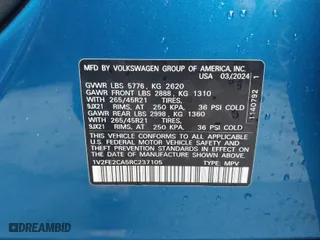 MFD BY VOLKSWAGEN GROUP OF AMERICA, INC.
USA 03/2024
GVWR LBS 5776, KG 2620
GAWR FRONT LBS 2888, KG 1310
WITH 265/45R21 TIRES,
9JX21 RIMS, AT 250 KPA, 36 PSI COLD
GAWR REAR LBS 2998, KG 1360
WITH 265/45R21 TIRES,
9JX21 RIMS, AT 250 KPA, 36 PSI COLD
THIS VEHICLE CONFORMS TO ALL APPLICABLE
U.S. FEDERAL MOTOR VEHICLE SAFETY AND
THEFT PREVENTION STANDARDS IN EFFECT ON
THE DATE OF MANUFACTURE SHOWN ABOVE.
1V2FE2CA5RC237105 TYPE: MPV
1140792 1